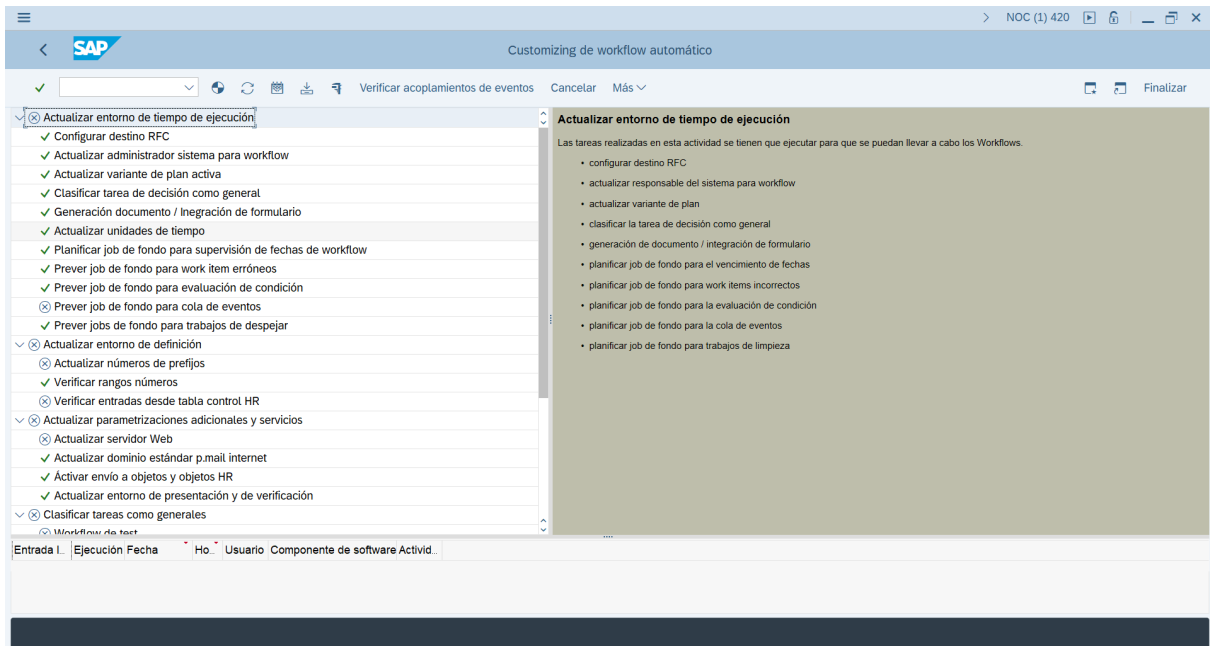 NOC (1) 420
SAP
Customizing de workflow automático
Verificar acoplamientos de eventos Cancelar Más Finalizar
Actualizar entorno de tiempo de ejecución
Configurar destino RFC
Actualizar administrador sistema para workflow
Actualizar variante de plan activa
Clasificar tarea de decisión como general
Generación documento / Inegración de formulario
Actualizar unidades de tiempo
Planificar job de fondo para supervisión de fechas de workflow
Prever job de fondo para work item erróneos
Prever job de fondo para evaluación de condición
Prever job de fondo para cola de eventos
Prever jobs de fondo para trabajos de despejar
Actualizar entorno de definición
Actualizar números de prefijos
Verificar rangos números
Verificar entradas desde tabla control HR
Actualizar parametrizaciones adicionales y servicios
Actualizar servidor Web
Actualizar dominio estándar p.mail internet
Áctivar envío a objetos y objetos HR
Actualizar entorno de presentación y de verificación
Clasificar tareas como generales
Workflow de test
Actualizar entorno de tiempo de ejecución
Las tareas realizadas en esta actividad se tienen que ejecutar para que se puedan llevar a cabo los Workflows.
• configurar destino RFC
• actualizar responsable del sistema para workflow
• actualizar variante de plan
• clasificar la tarea de decisión como general
• generación de documento / integración de formulario
• planificar job de fondo para el vencimiento de fechas
• planificar job de fondo para work items incorrectos
• planificar job de fondo para la evaluación de condición
• planificar job de fondo para la cola de eventos
• planificar job de fondo para trabajos de limpieza
Entrada I... Ejecución Fecha Ho... Usuario Componente de software Activid...